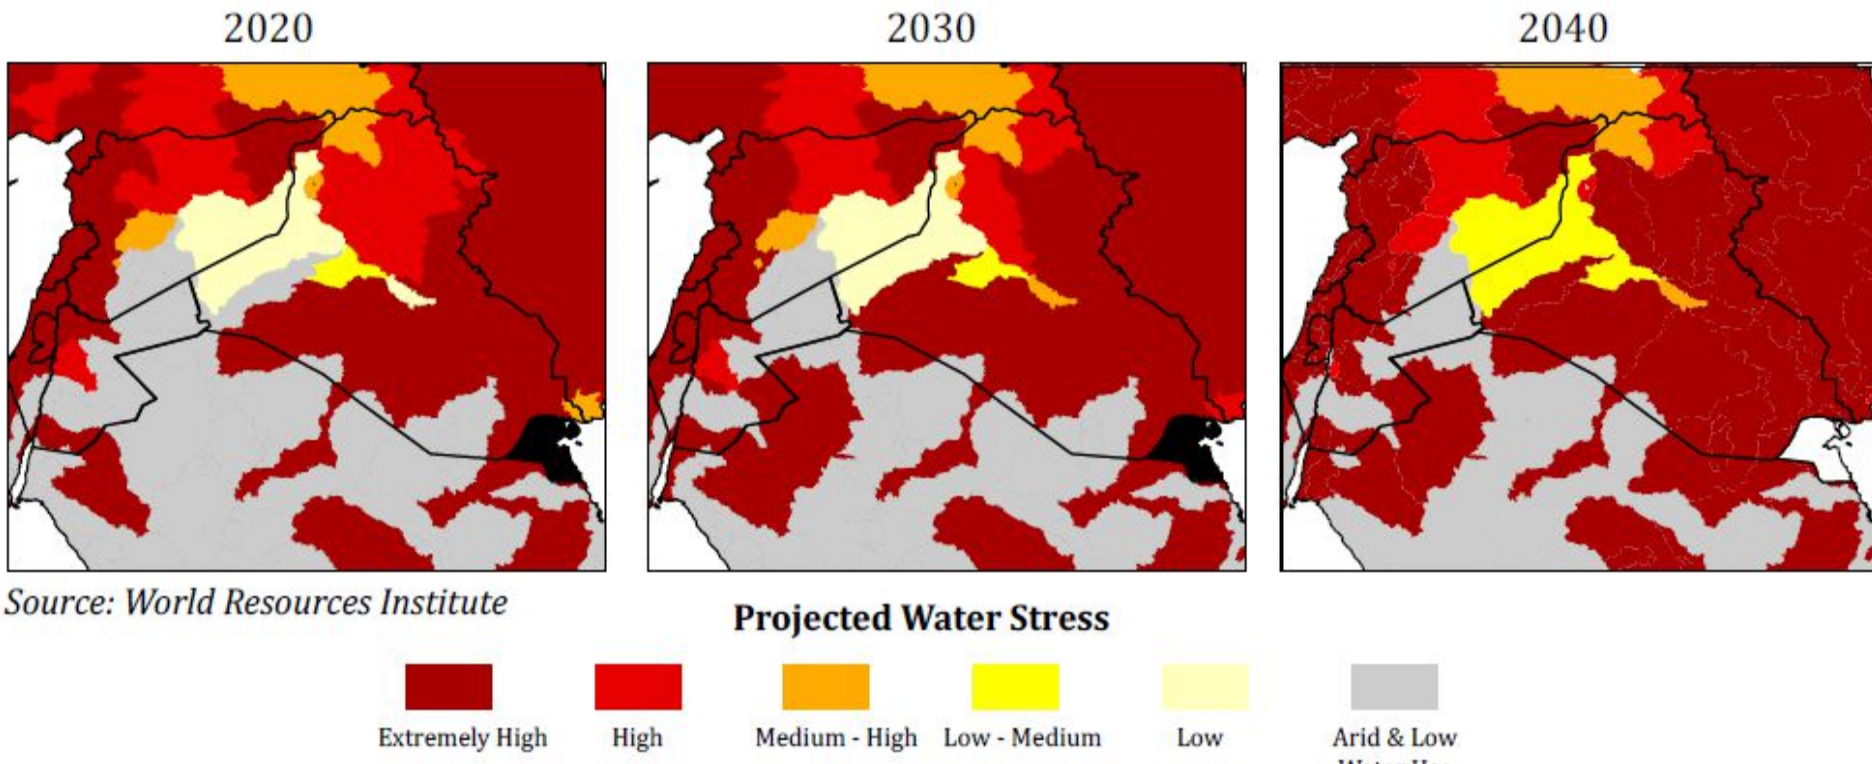 2020 2030 2040
Source: World Resources Institute
Projected Water Stress
Extremely High High Medium - High Low - Medium Low Arid & Low